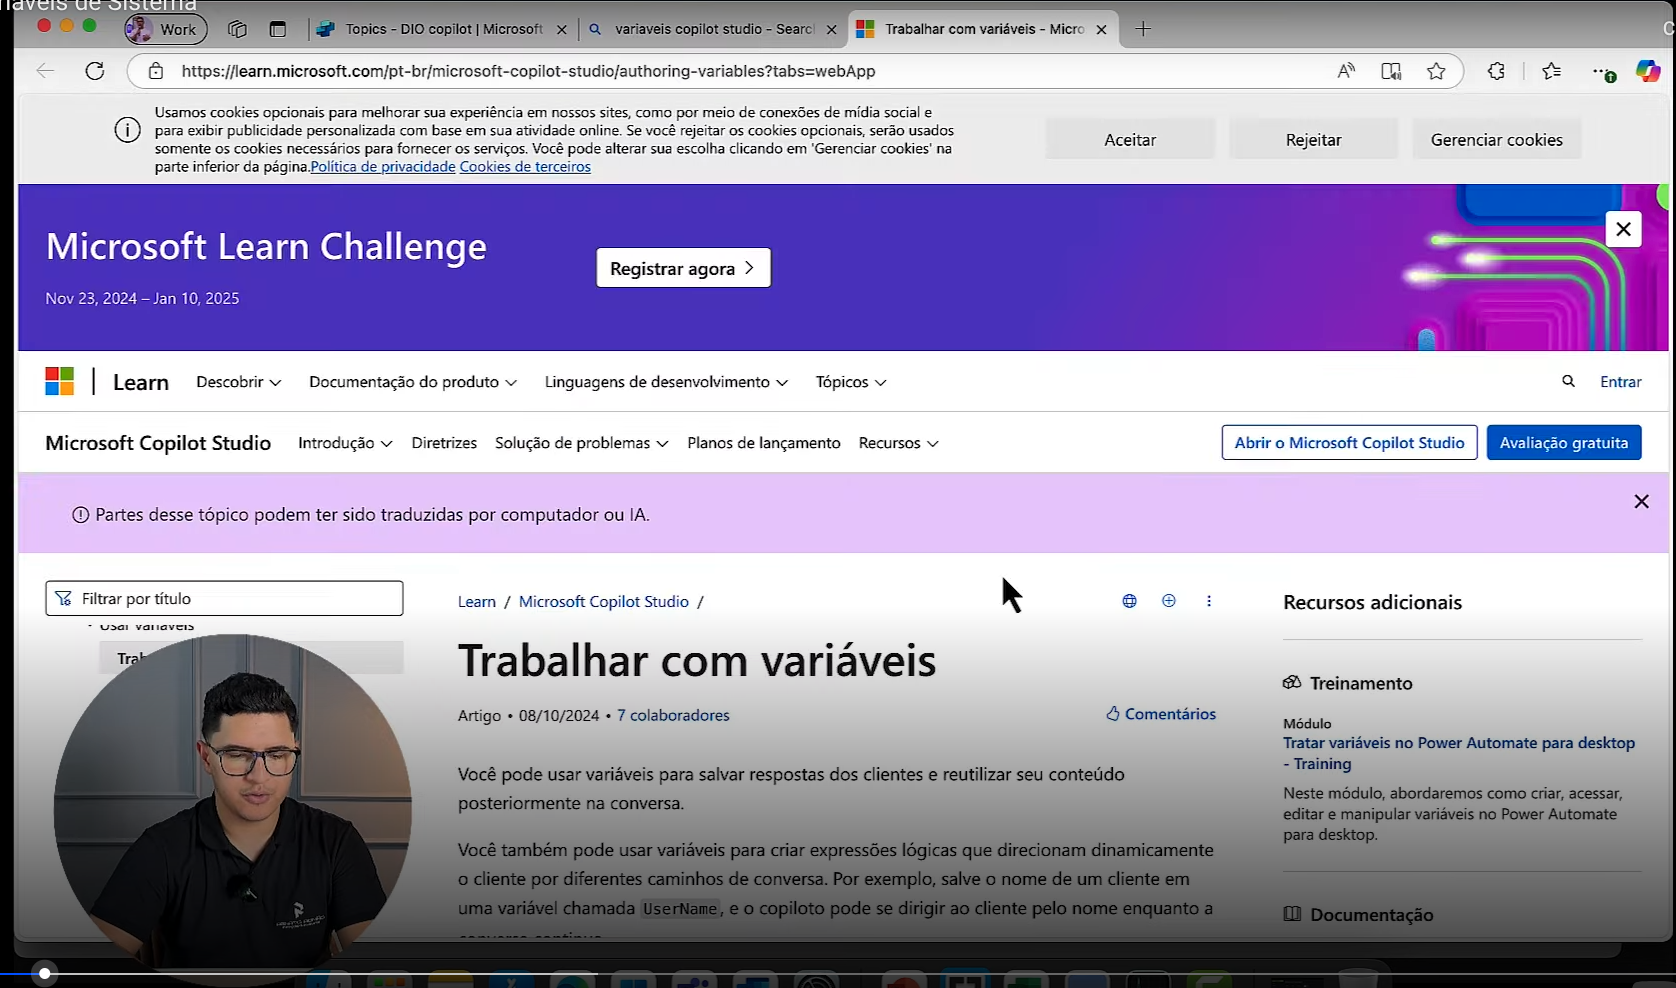 de Sistema
Work
Topics - DIO copilot | Microsoft
variaveis copilot studio - Searc
Trabalhar com variáveis - Micro
https://learn.microsoft.com/pt-br/microsoft-copilot-studio/authoring-variables?tabs=webApp
Usamos cookies opcionais para melhorar sua experiência em nossos sites, como por meio de conexões de mídia social e
para exibir publicidade personalizada com base em sua atividade online. Se você rejeitar os cookies opcionais, serão usados
somente os cookies necessários para fornecer os serviços. Você pode alterar sua escolha clicando em 'Gerenciar cookies' na
parte inferior da página.Política de privacidade Cookies de terceiros
Aceitar
Rejeitar
Gerenciar cookies
Microsoft Learn Challenge
Nov 23, 2024 – Jan 10, 2025
Registrar agora
Learn
Descobrir
Documentação do produto
Linguagens de desenvolvimento
Tópicos
Entrar
Microsoft Copilot Studio
Introdução
Diretrizes
Solução de problemas
Planos de lançamento
Recursos
Abrir o Microsoft Copilot Studio
Avaliação gratuita
Partes desse tópico podem ter sido traduzidas por computador ou IA.
Filtrar por título
Usar variáveis
Learn / Microsoft Copilot Studio /
Trabalhar com variáveis
Artigo • 08/10/2024 • 7 colaboradores
Comentários
Você pode usar variáveis para salvar respostas dos clientes e reutilizar seu conteúdo
posteriormente na conversa.
Você também pode usar variáveis para criar expressões lógicas que direcionam dinamicamente
o cliente por diferentes caminhos de conversa. Por exemplo, salve o nome de um cliente em
uma variável chamada UserName, e o copiloto pode se dirigir ao cliente pelo nome enquanto a
Recursos adicionais
Treinamento
Módulo
Tratar variáveis no Power Automate para desktop
- Training
Neste módulo, abordaremos como criar, acessar,
editar e manipular variáveis no Power Automate
para desktop.
Documentação